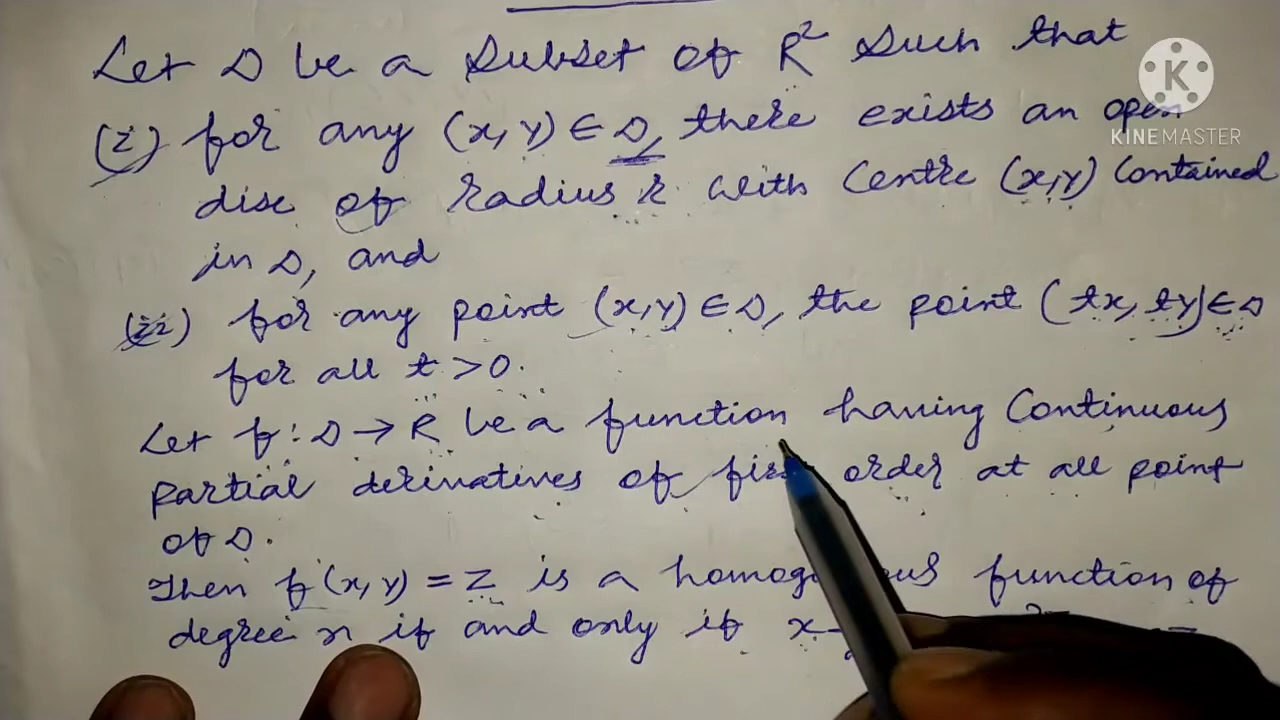 Let D be a subset of R² such that
(i) for any (x, y) ∈ D, there exists an open
disc of radius r with centre (x, y) contained
in D, and
(ii) for any point (x, y) ∈ D, the point (tx, ty) ∈ D
for all t > 0.
Let f : D → R be a function having continuous
partial derivatives of first order at all point
of D.
Then f(x, y) = z is a function of
degree n if and only if x
K
KINEMASTER